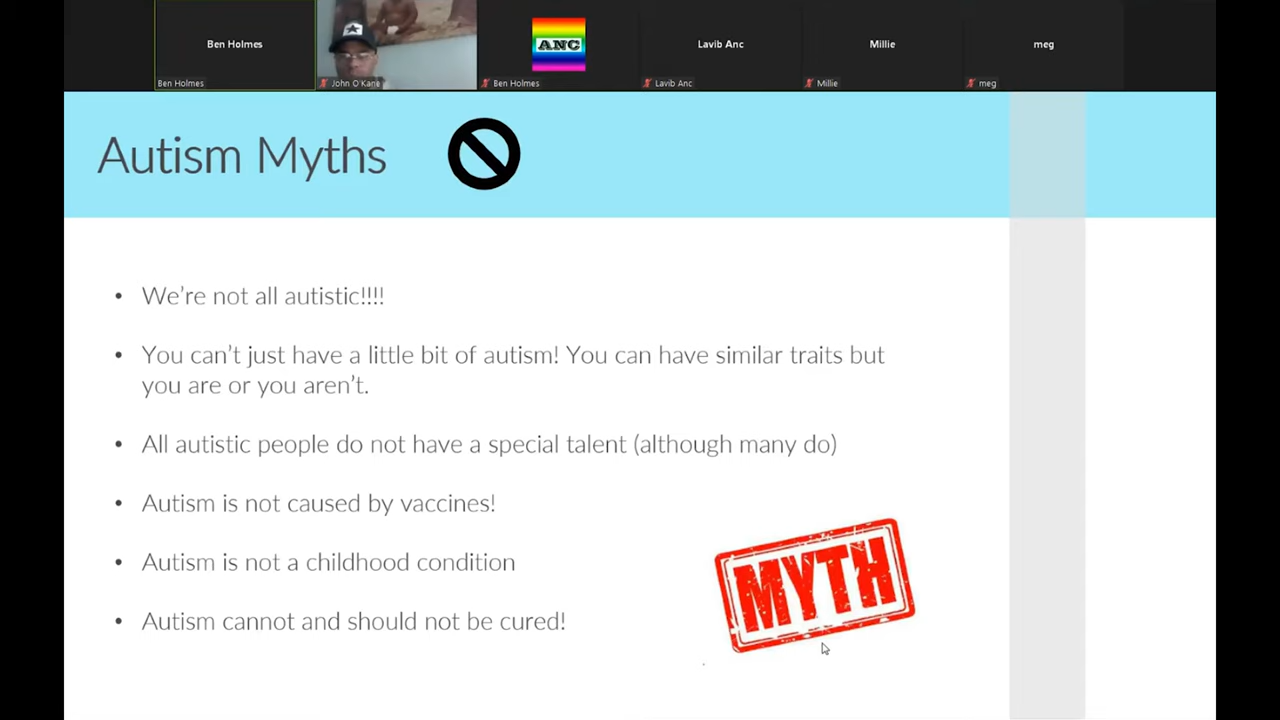 Ben Holmes
Ben Holmes
John O'Kane
ANC
Ben Holmes
Lavib Anc
Lavib Anc
Millie
Millie
meg
meg
Autism Myths
• We're not all autistic!!!!
• You can't just have a little bit of autism! You can have similar traits but
you are or you aren't.
• All autistic people do not have a special talent (although many do)
• Autism is not caused by vaccines!
• Autism is not a childhood condition
• Autism cannot and should not be cured!
MYTH